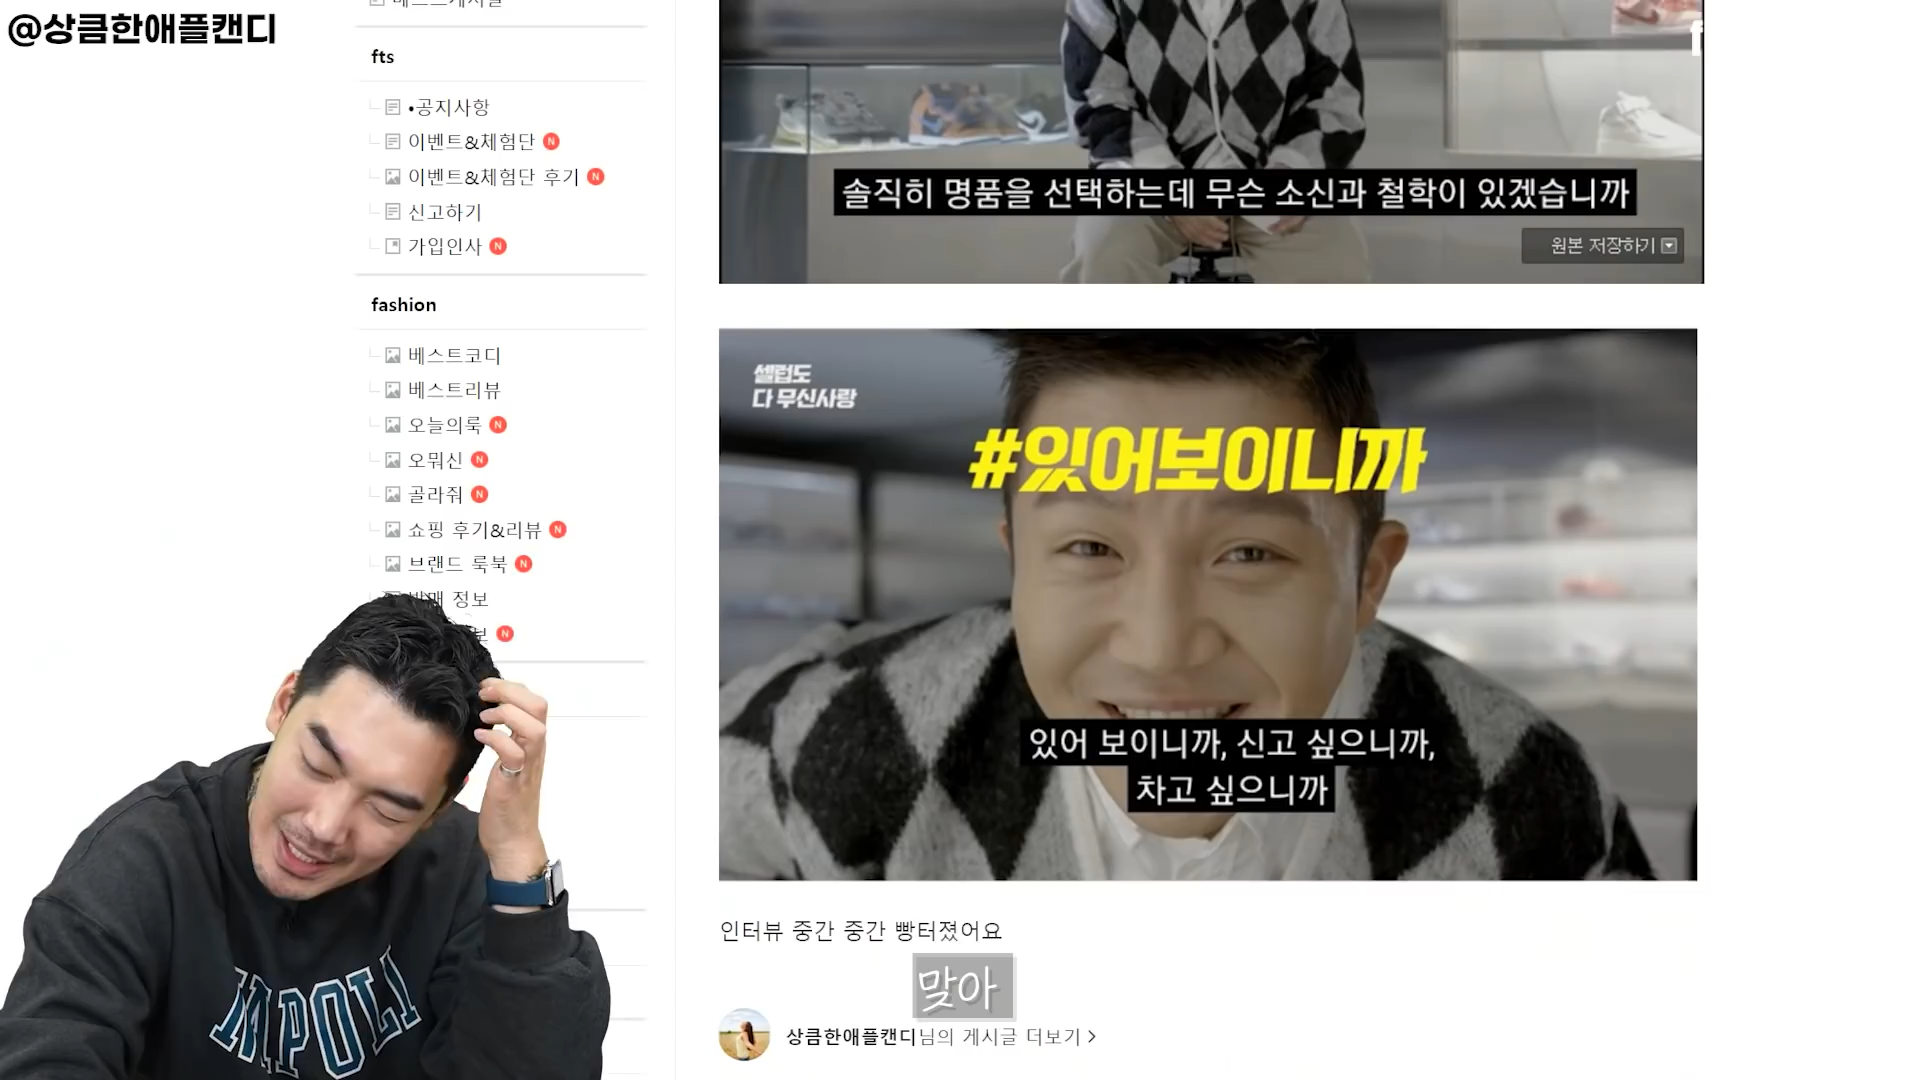 @상큼한애플캔디
fts
•공지사항
이벤트&체험단 N
이벤트&체험단 후기 N
신고하기
가입인사 N
fashion
베스트코디
베스트리뷰
오늘의룩 N
오뭐신 N
골라줘 N
쇼핑 후기&리뷰 N
브랜드 룩북 N
정보
보 N
솔직히 명품을 선택하는데 무슨 소신과 철학이 있겠습니까
원본 저장하기
셀럽도
다 무신사랑
#있어보이니까
있어 보이니까, 신고 싶으니까,
차고 싶으니까
인터뷰 중간 중간 빵터졌어요
맞아
상큼한애플캔디님의 게시글 더보기 >
MPOLI